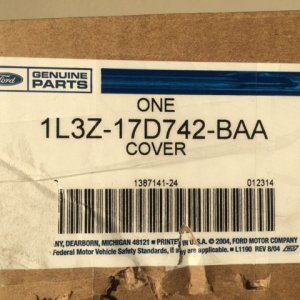 Ford
GENUINE
PARTS
ONE
1L3Z-17D742-BAA
COVER
1387141-24 012314
NY, DEARBORN, MICHIGAN 48121 ■ PRINTED IN U.S.A. © 2004, FORD MOTOR COMPANY
Federal Motor Vehicle Safety Standards, if any are applicable. ■ L1190 REV 8/04